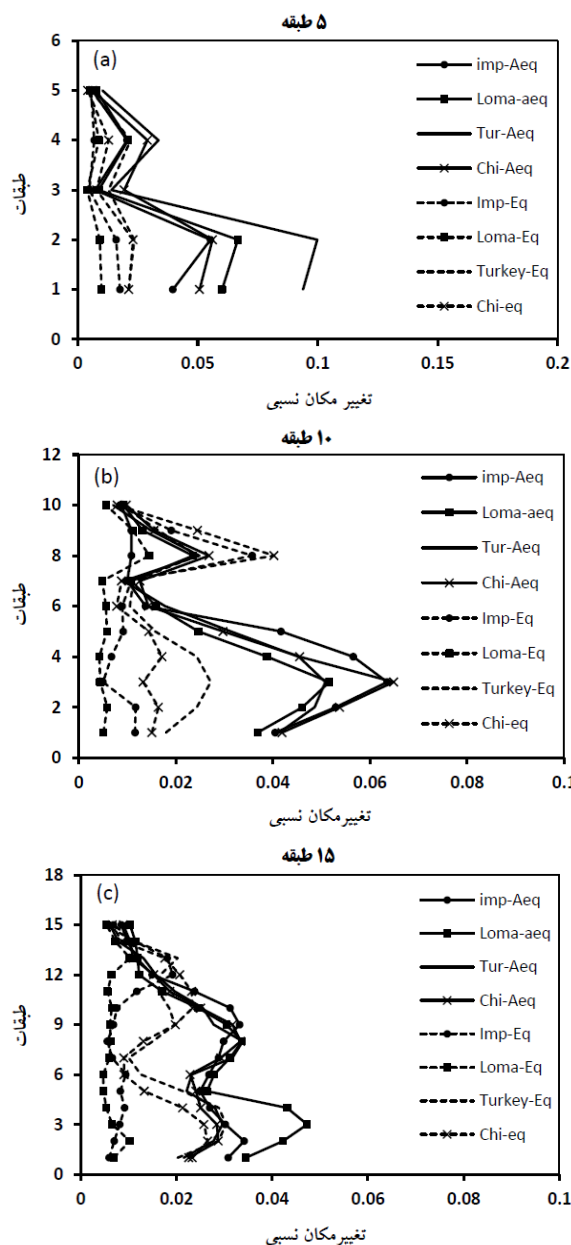 ۵ طبقه
(a)
6
5
4
3
2
1
0
طبقات
0
0.05
0.1
0.15
0.2
تغییر مکان نسبی
imp-Aeq
Loma-aeq
Tur-Aeq
Chi-Aeq
Imp-Eq
Loma-Eq
Turkey-Eq
Chi-eq
۱۰ طبقه
(b)
12
10
8
6
4
2
0
طبقات
0
0.02
0.04
0.06
0.08
0.1
تغییرمکان نسبی
imp-Aeq
Loma-aeq
Tur-Aeq
Chi-Aeq
Imp-Eq
Loma-Eq
Turkey-Eq
Chi-eq
۱۵ طبقه
(c)
18
15
12
9
6
3
0
طبقات
0
0.02
0.04
0.06
0.08
0.1
تغییرمکان نسبی
imp-Aeq
Loma-aeq
Tur-Aeq
Chi-Aeq
Imp-Eq
Loma-Eq
Turkey-Eq
Chi-eq